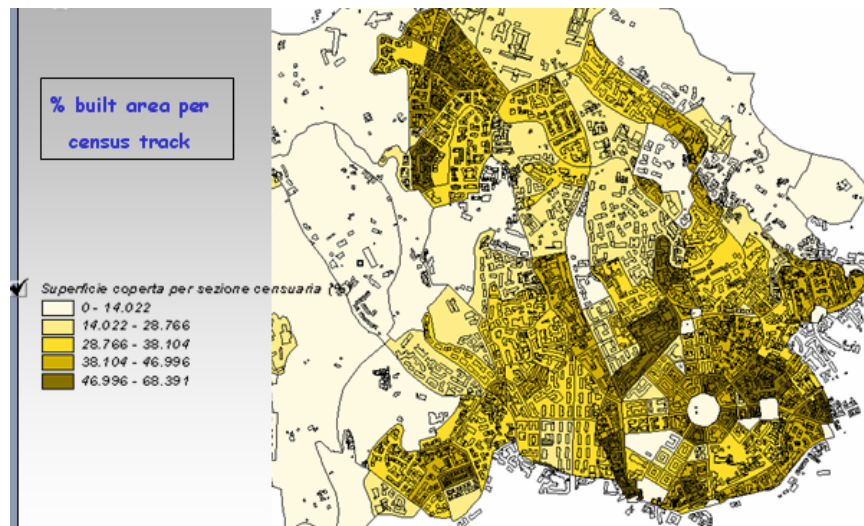 % built area per
census track
Superficie coperta per sezione censuaria (%)
0 - 14.022
14.022 - 28.766
28.766 - 38.104
38.104 - 46.996
46.996 - 68.391